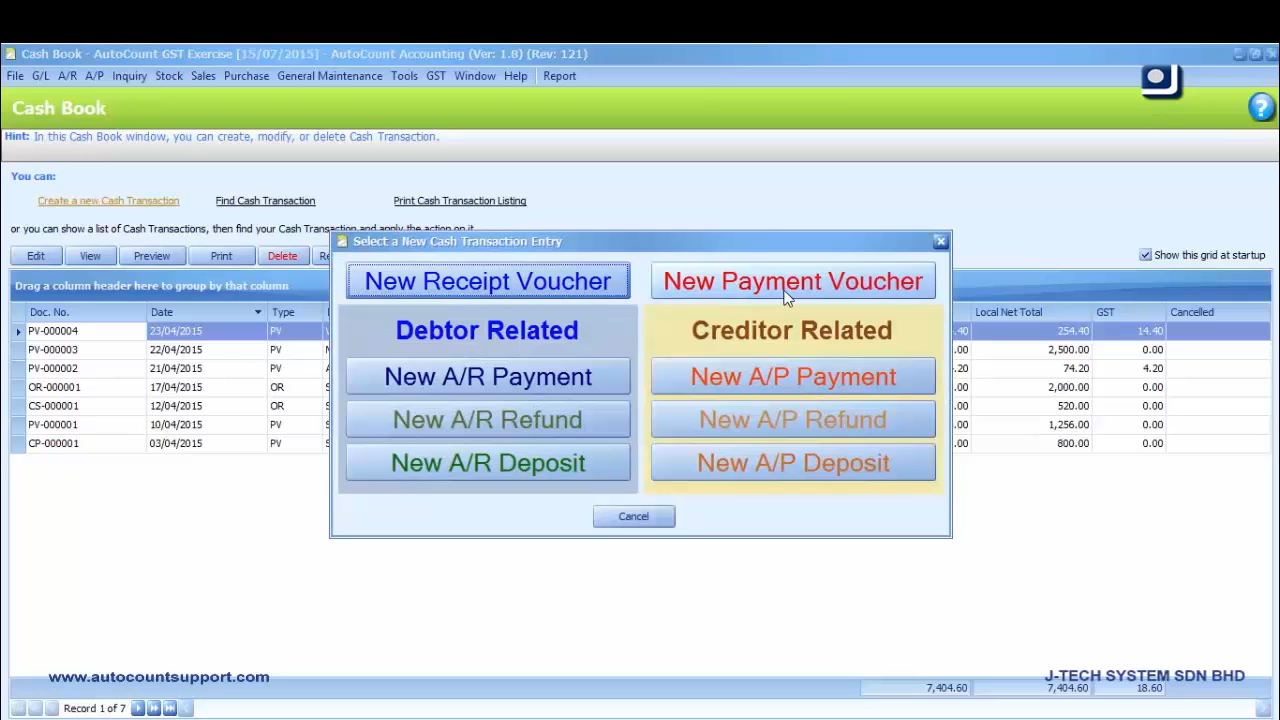 Cash Book - AutoCount GST Exercise [15/07/2015] - AutoCount Accounting (Ver: 1.8) (Rev: 121)
File G/L A/R A/P Inquiry Stock Sales Purchase General Maintenance Tools GST Window Help Report
Cash Book
Hint: In this Cash Book window, you can create, modify, or delete Cash Transaction.
You can:
Create a new Cash Transaction Find Cash Transaction Print Cash Transaction Listing
or you can show a list of Cash Transactions, then find your Cash Transaction and apply the action on it.
Edit View Preview Print Delete Show this grid at startup
Drag a column header here to group by that column
Doc. No. Date Type Local Net Total GST Cancelled
PV-000004 23/04/2015 PV 254.40 14.40
PV-000003 22/04/2015 PV 2,500.00 0.00
PV-000002 21/04/2015 PV 74.20 4.20
OR-000001 17/04/2015 OR 2,000.00 0.00
CS-000001 12/04/2015 OR 520.00 0.00
PV-000001 10/04/2015 PV 1,256.00 0.00
CP-000001 03/04/2015 PV 800.00 0.00
Select a New Cash Transaction Entry
New Receipt Voucher New Payment Voucher
Debtor Related Creditor Related
New A/R Payment New A/P Payment
New A/R Refund New A/P Refund
New A/R Deposit New A/P Deposit
Cancel
www.autocountsupport.com J-TECH SYSTEM SDN BHD
7,404.60 7,404.60 18.60
Record 1 of 7